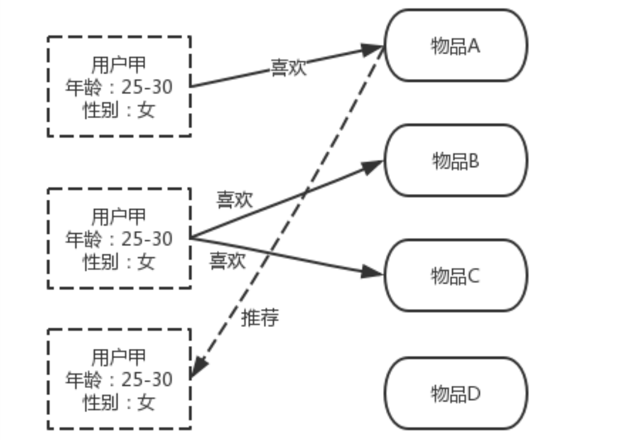 用户甲
年龄：25-30
性别：女
喜欢
物品A
用户甲
年龄：25-30
性别：女
喜欢
喜欢
物品B
物品C
推荐
用户甲
年龄：25-30
性别：女
物品D